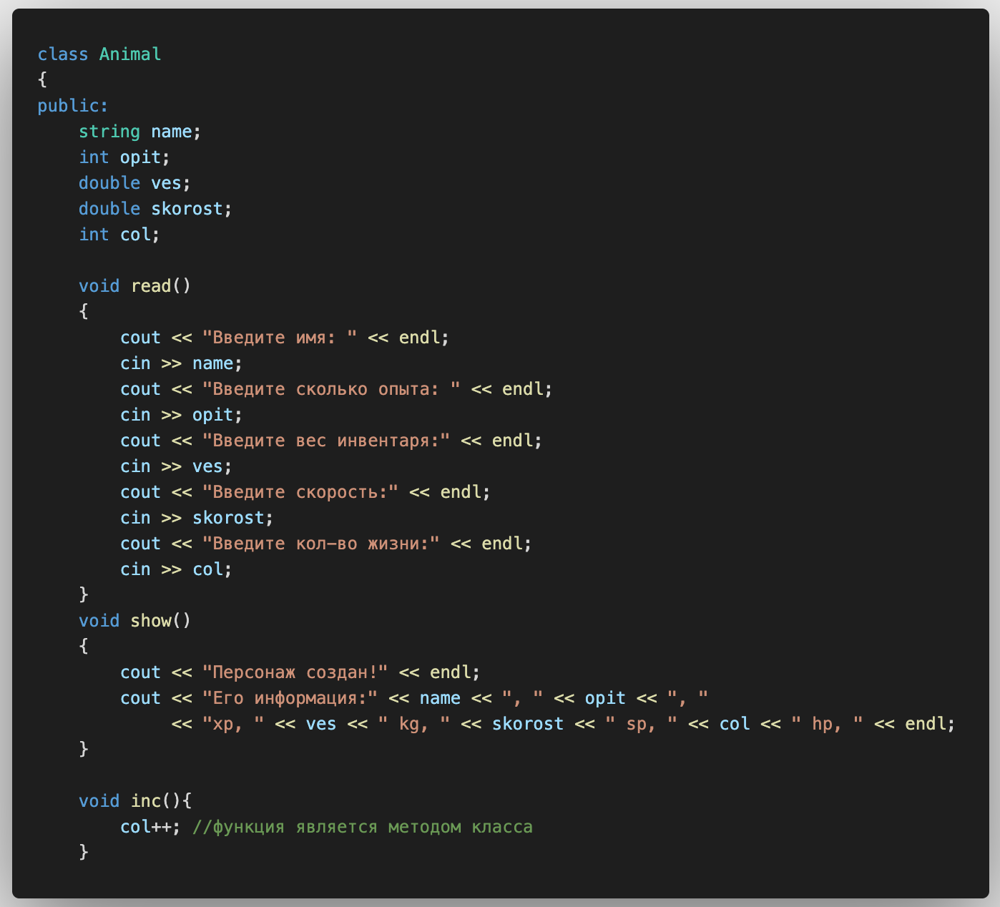 class Animal
{
public:
    string name;
    int opit;
    double ves;
    double skorost;
    int col;

    void read()
    {
        cout << "Введите имя: " << endl;
        cin >> name;
        cout << "Введите сколько опыта: " << endl;
        cin >> opit;
        cout << "Введите вес инвентаря:" << endl;
        cin >> ves;
        cout << "Введите скорость:" << endl;
        cin >> skorost;
        cout << "Введите кол-во жизни:" << endl;
        cin >> col;
    }
    void show()
    {
        cout << "Персонаж создан!" << endl;
        cout << "Его информация:" << name << ", " << opit << ", "
             << "xp, " << ves << " kg, " << skorost << " sp, " << col << " hp, " << endl;
    }

    void inc(){
        col++; //функция является методом класса
    }